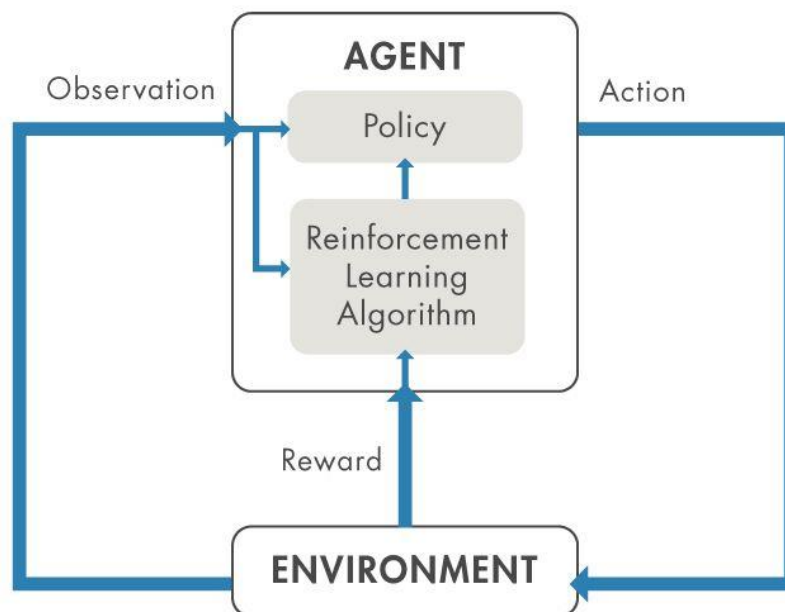 AGENT
Observation
Action
Policy
Reinforcement
Learning
Algorithm
Reward
ENVIRONMENT